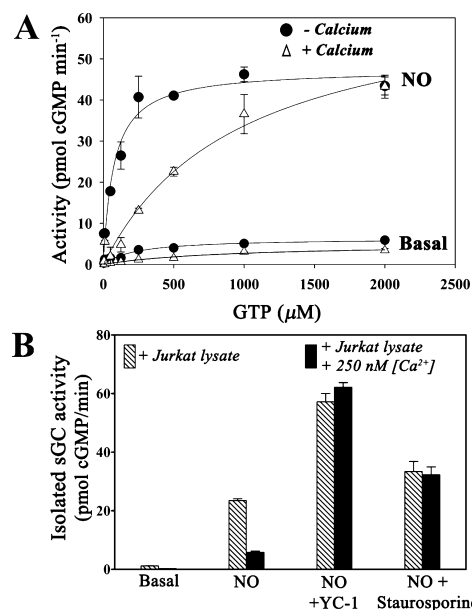 A
- Calcium
+ Calcium
NO
Basal
Activity (pmol cGMP min⁻¹)
60
50
40
30
20
10
0
0
500
1000
1500
2000
2500
GTP (µM)
B
+ Jurkat lysate
+ Jurkat lysate
+ 250 nM [Ca²⁺]
Isolated sGC activity
(pmol cGMP/min)
80
60
40
20
0
Basal
NO
NO
+YC-1
NO +
Staurosporine